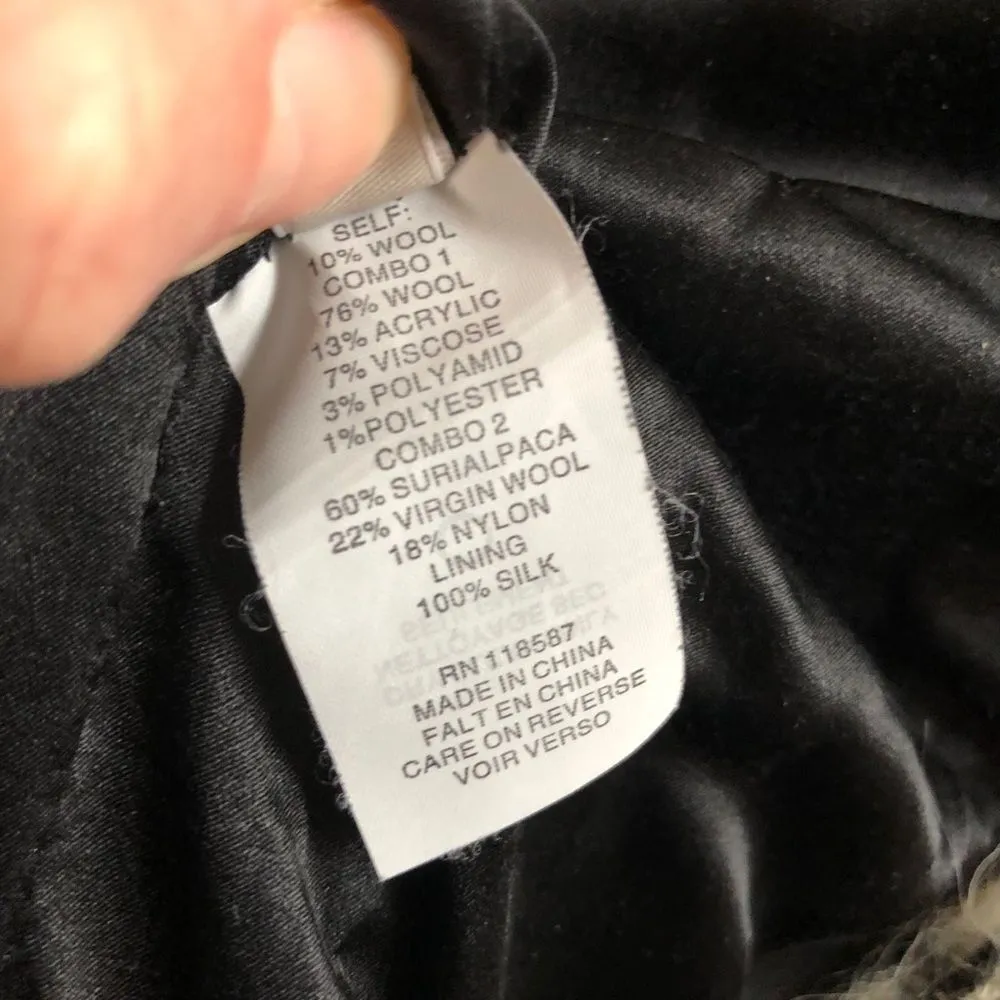 SELF:
10% WOOL
COMBO 1
76% WOOL
13% ACRYLIC
7% VISCOSE
3% POLYAMID
1%POLYESTER
COMBO 2
60% SURIALPACA
22% VIRGIN WOOL
18% NYLON
LINING
100% SILK
RN 118587
MADE IN CHINA
FALT EN CHINA
CARE ON REVERSE
VOIR VERSO